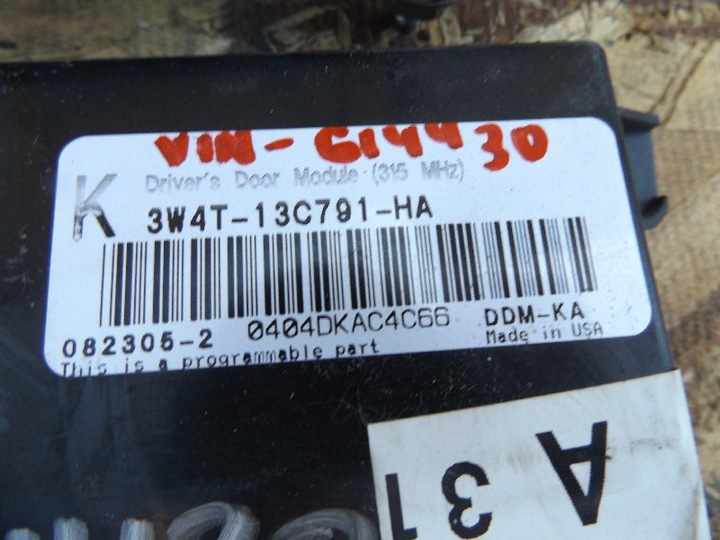 VIN-G14430
Driver's Door Module (315 MHz)
K
3W4T-13C791-HA
082305-2 0404DKAC4C66 DDM-KA
Made in USA
This is a programmable part
A 31